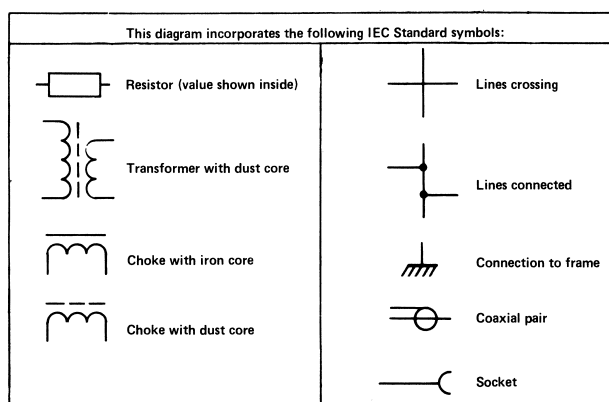 This diagram incorporates the following IEC Standard symbols:
Resistor (value shown inside)
Transformer with dust core
Choke with iron core
Choke with dust core
Lines crossing
Lines connected
Connection to frame
Coaxial pair
Socket